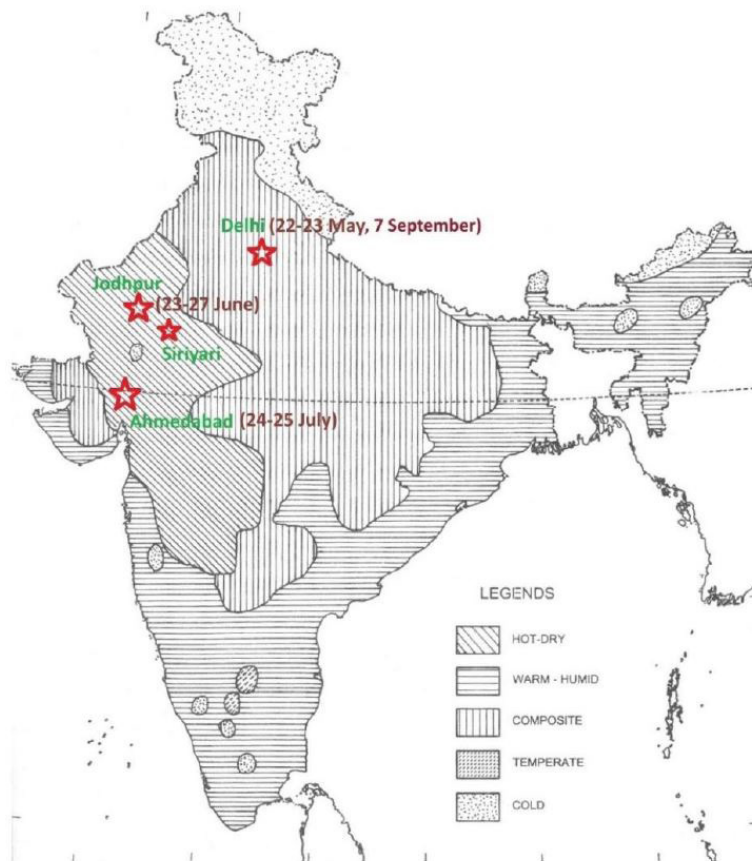 Delhi (22-23 May, 7 September)
Jodhpur
(23-27 June)
Siriyari
Ahmedabad (24-25 July)
LEGENDS
HOT-DRY
WARM - HUMID
COMPOSITE
TEMPERATE
COLD